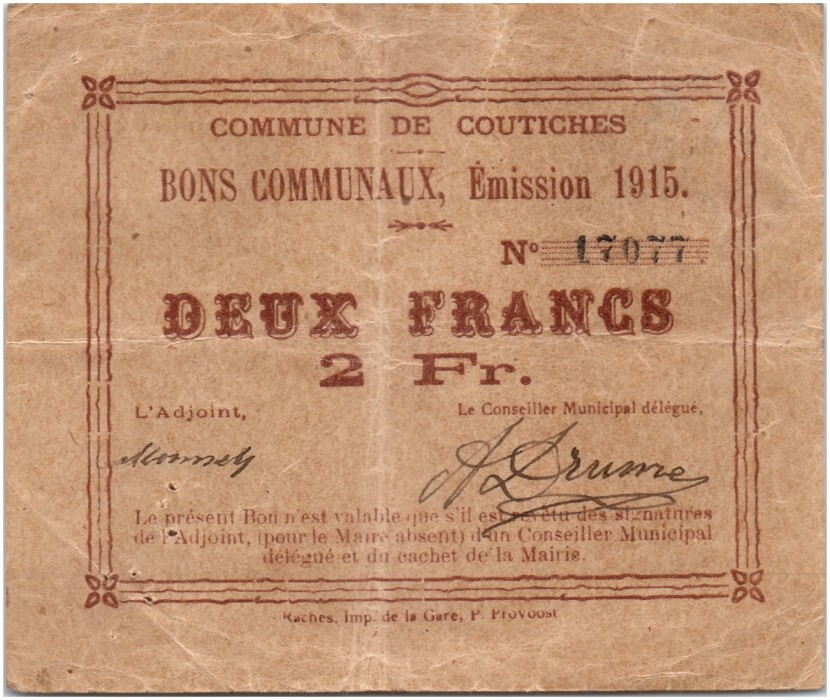 COMMUNE DE COUTICHES
BONS COMMUNAUX, Émission 1915.
N° 17077
DEUX FRANCS
2 Fr.
L'Adjoint,
Le Conseiller Municipal délégué,
Le présent Bon n'est valable que s'il est revêtu des signatures
de l'Adjoint, (pour le Maire absent) d'un Conseiller Municipal
délégué et du cachet de la Mairie.
Raches, Imp. de la Gare, P. Provoost